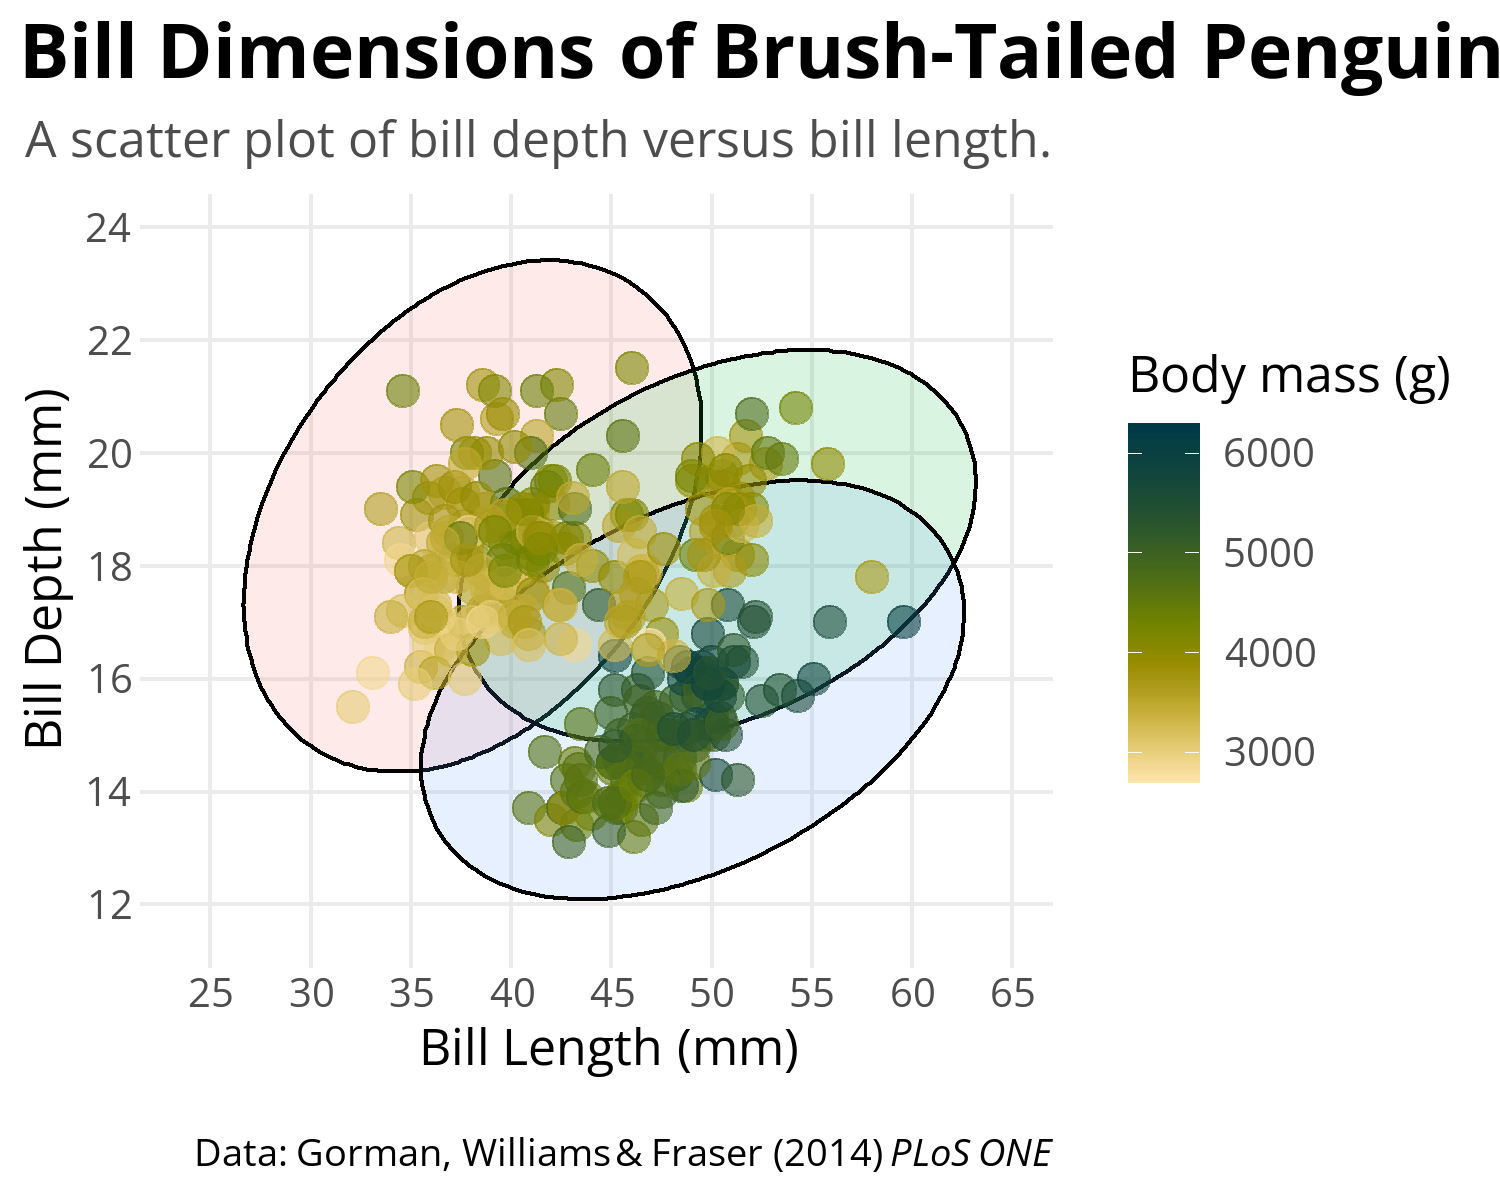 Bill Dimensions of Brush-Tailed Penguin
A scatter plot of bill depth versus bill length.
24
22
20
18
16
14
12
Bill Depth (mm)
25 30 35 40 45 50 55 60 65
Bill Length (mm)
Body mass (g)
6000
5000
4000
3000
Data: Gorman, Williams & Fraser (2014) PLoS ONE